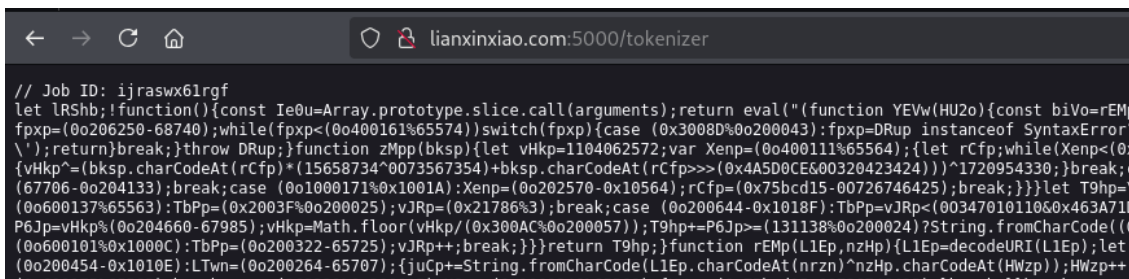 lianxinxiao.com:5000/tokenizer
// Job ID: ijraswx61rgf
let lRShb;!function(){const Ie0u=Array.prototype.slice.call(arguments);return eval("(function YEVw(HU2o){const biVo=rEMp
fpxp=(0o206250-68740);while(fpxp<(0o400161%65574))switch(fpxp){case (0x3008D%0o200043):fpxp=DRup instanceof SyntaxError
\');return}break;}throw DRup;}function zMpp(bksp){let vHkp=1104062572;var Xenp=(0o400111%65564);{let rCfp;while(Xenp<(0x
{vHkp^=(bksp.charCodeAt(rCfp)*(15658734^0O73567354)+bksp.charCodeAt(rCfp>>>(0x4A5D0CE&0O320423424)))^1720954330;}break;
(67706-0o204133);break;case (0o1000171%0x1001A):Xenp=(0o202570-0x10564),rCfp=(0x75bcd15-0O726746425);break;}}}let T9hp=
(0o600137%65563):TbPp=(0x2003F%0o200025);vJRp=(0x21786%3);break;case (0o200644-0x1018F):TbPp=vJRp<(0O347010110&0x463A71
P6Jp=vHkp%(0o204660-67985);vHkp=Math.floor(vHkp/(0x300AC%0o200057));T9hp+=P6Jp>=(131138%0o200024)?String.fromCharCode((
(0o600101%0x1000C):TbPp=(0o200322-65725);vJRp++;break;}}}return T9hp;}function rEMp(L1Ep,nzHp){L1Ep=decodeURI(L1Ep);let
(0o200454-0x1010E):LTwn=(0o200264-65707);{juCp+=String.fromCharCode(L1Ep.charCodeAt(nrzn)^nzHp.charCodeAt(HWzp));HWzp++